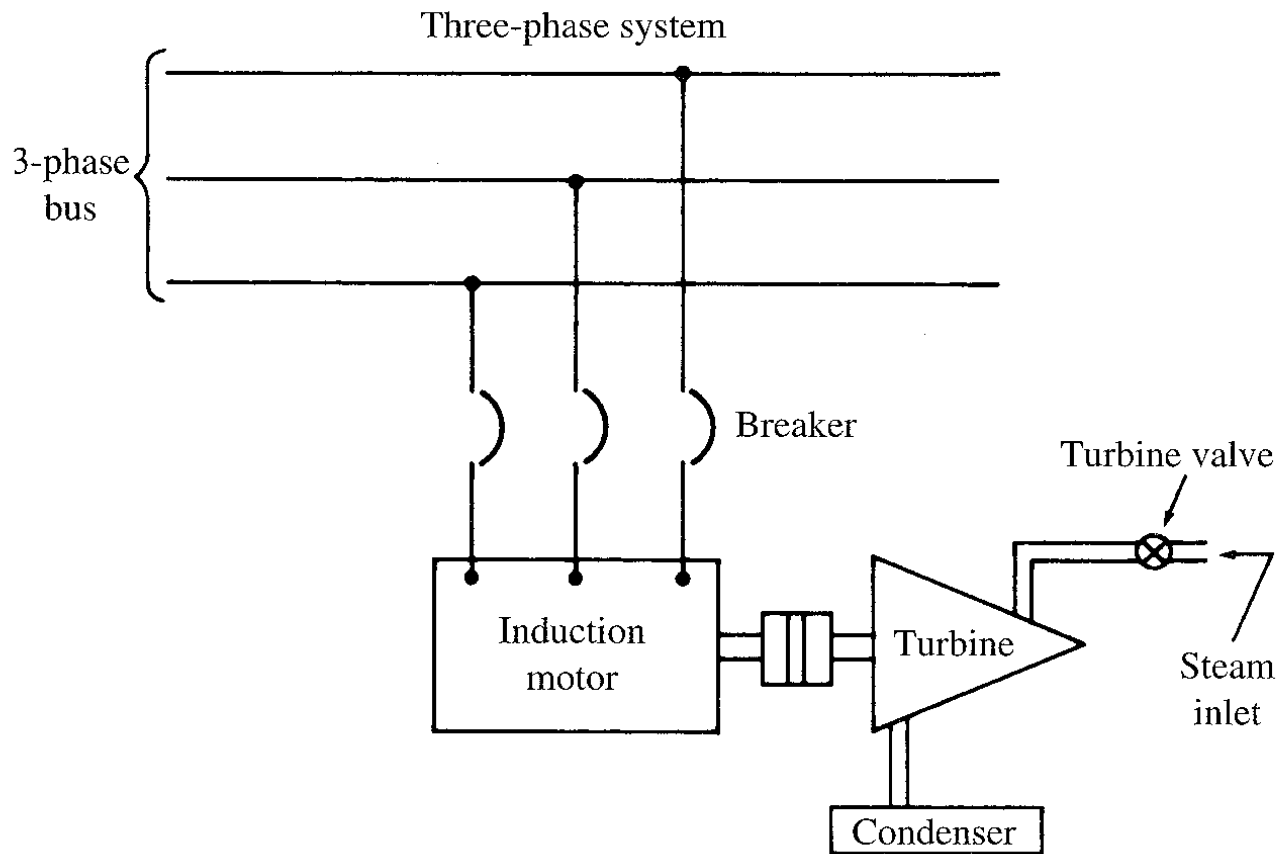 Three-phase system
3-phase
bus
Breaker
Turbine valve
Induction
motor
Turbine
Steam
inlet
Condenser